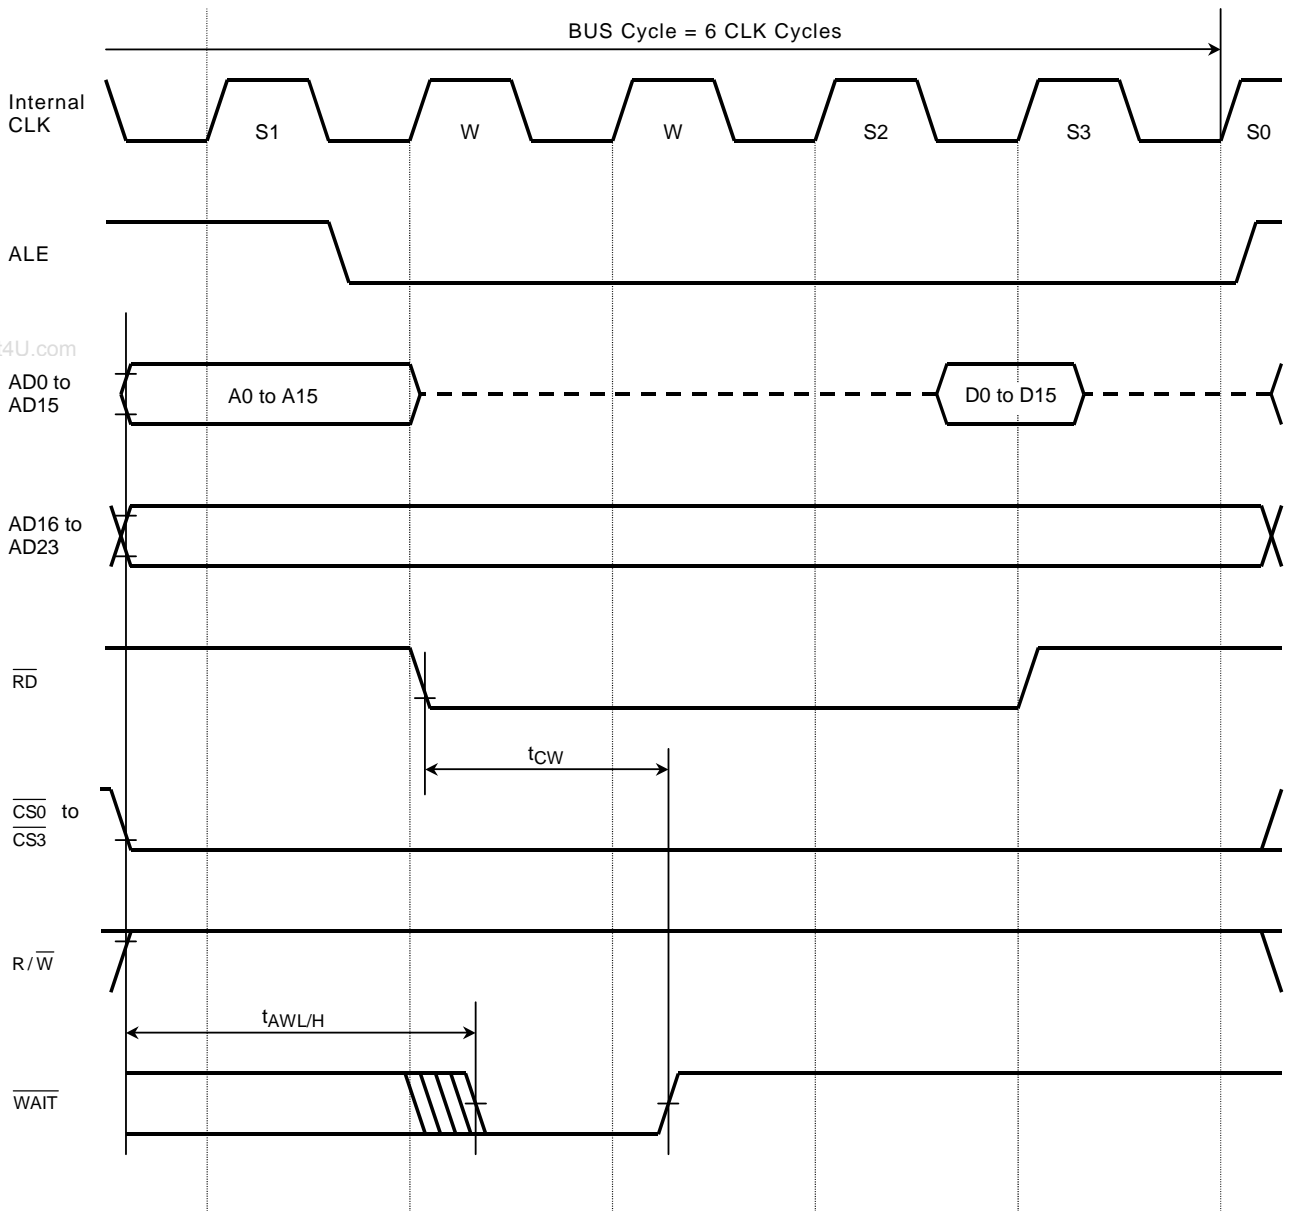 BUS Cycle = 6 CLK Cycles
Internal
CLK
S1
W
W
S2
S3
S0
ALE
t4U.com
AD0 to
AD15
A0 to A15
D0 to D15
AD16 to
AD23
RD
tCW
CS0 to
CS3
R/W
tAWL/H
WAIT